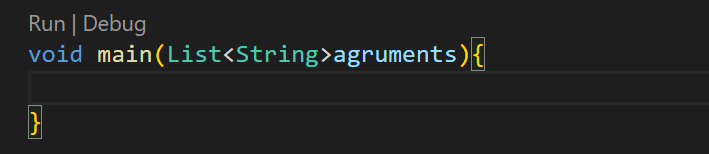 Run | Debug
void main(List<String>agruments){
}